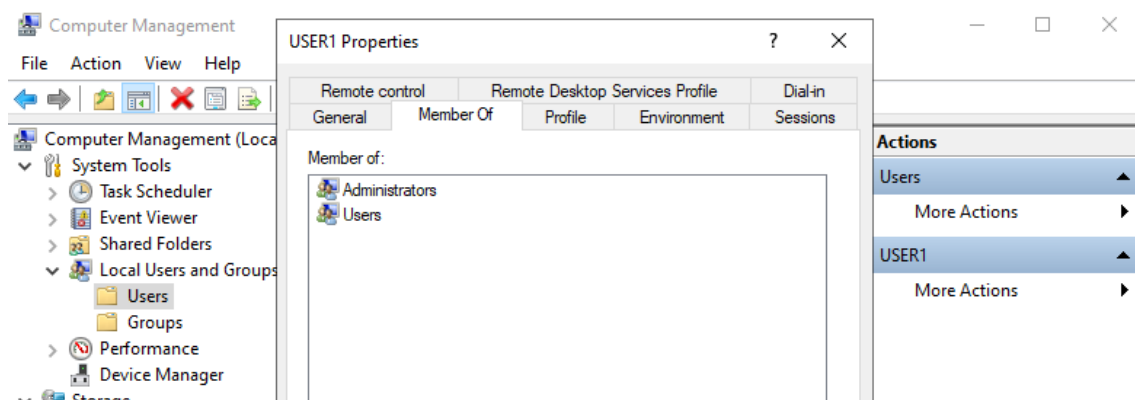 Computer Management
File Action View Help
Computer Management (Loca
System Tools
Task Scheduler
Event Viewer
Shared Folders
Local Users and Groups
Users
Groups
Performance
Device Manager
Storage
USER1 Properties ?
Remote control Remote Desktop Services Profile Dial-in
General Member Of Profile Environment Sessions
Member of:
Administrators
Users
Actions
Users
More Actions
USER1
More Actions